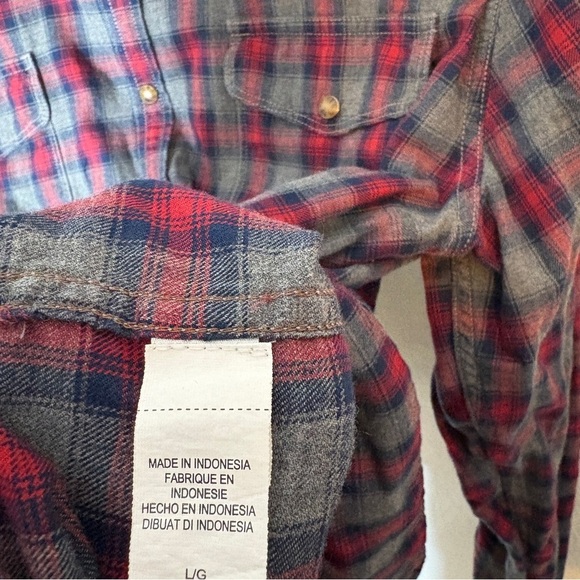 MADE IN INDONESIA
FABRIQUE EN
INDONESIE
HECHO EN INDONESIA
DIBUAT DI INDONESIA
L/G